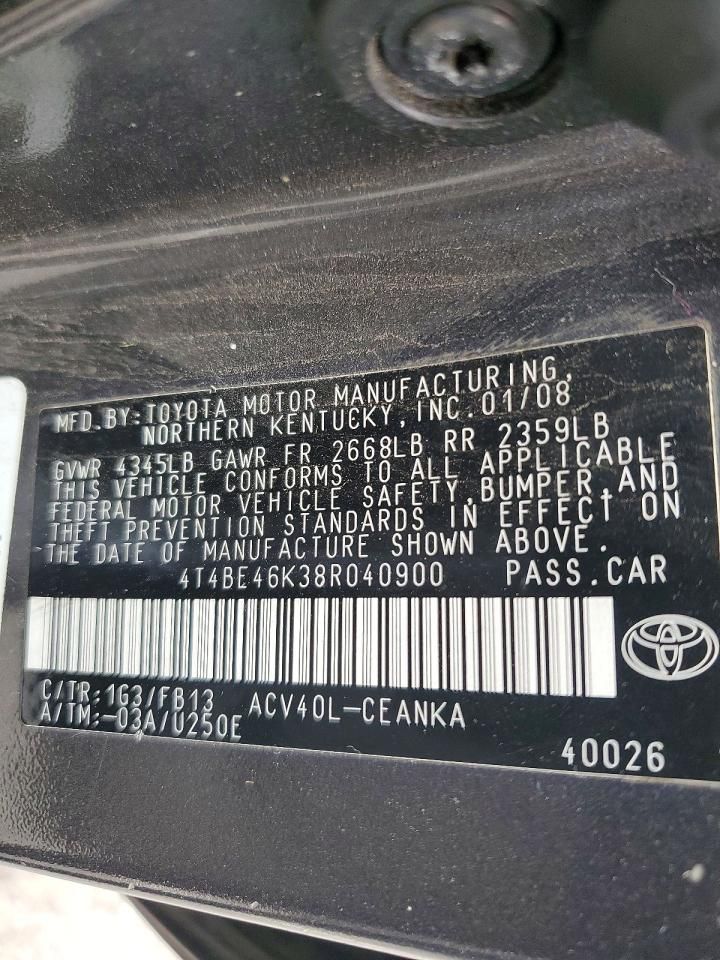 MFD.BY:TOYOTA MOTOR MANUFACTURING,
NORTHERN KENTUCKY,INC.01/08
GVWR 4345LB GAWR FR 2668LB RR 2359LB
THIS VEHICLE CONFORMS TO ALL APPLICABLE
FEDERAL MOTOR VEHICLE SAFETY,BUMPER,AND
THEFT PREVENTION STANDARDS IN EFFECT ON
THE DATE OF MANUFACTURE SHOWN ABOVE.
4T4BE46K38R040900 PASS.CAR
C/TR:1G3/FB13 ACV40L-CEANKA
A/TM:-03A/U250E
40026